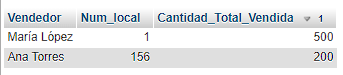 Vendedor Num_local Cantidad_Total_Vendida 1
María López 1 500
Ana Torres 156 200